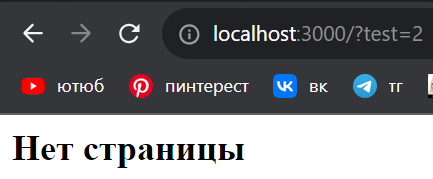 localhost:3000/?test=2
ютюб пинтерест вк тг
Нет страницы